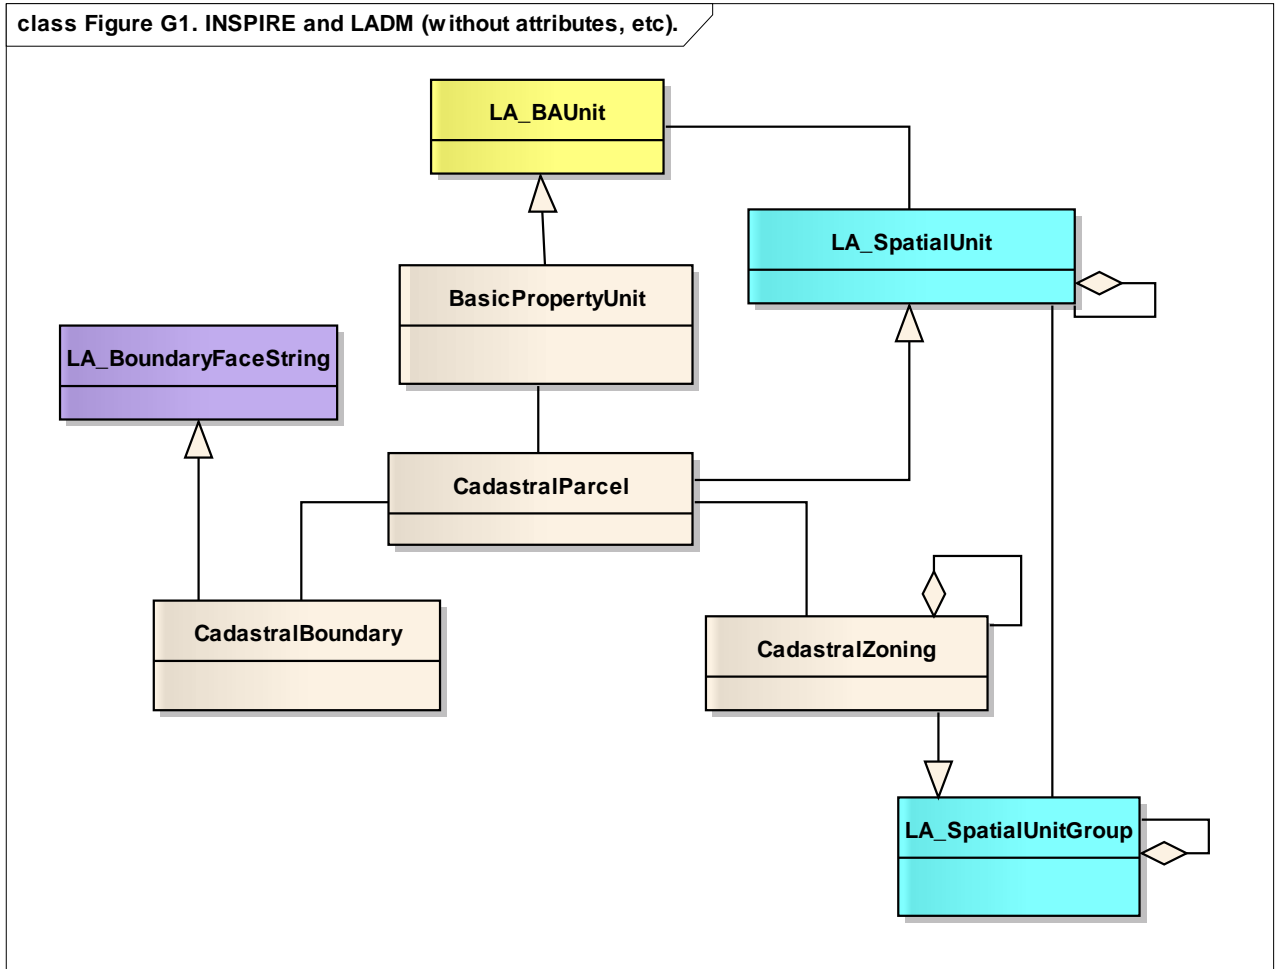 class Figure G1. INSPIRE and LADM (without attributes, etc).
LA_BAUnit
LA_SpatialUnit
BasicPropertyUnit
LA_BoundaryFaceString
CadastralParcel
CadastralBoundary
CadastralZoning
LA_SpatialUnitGroup